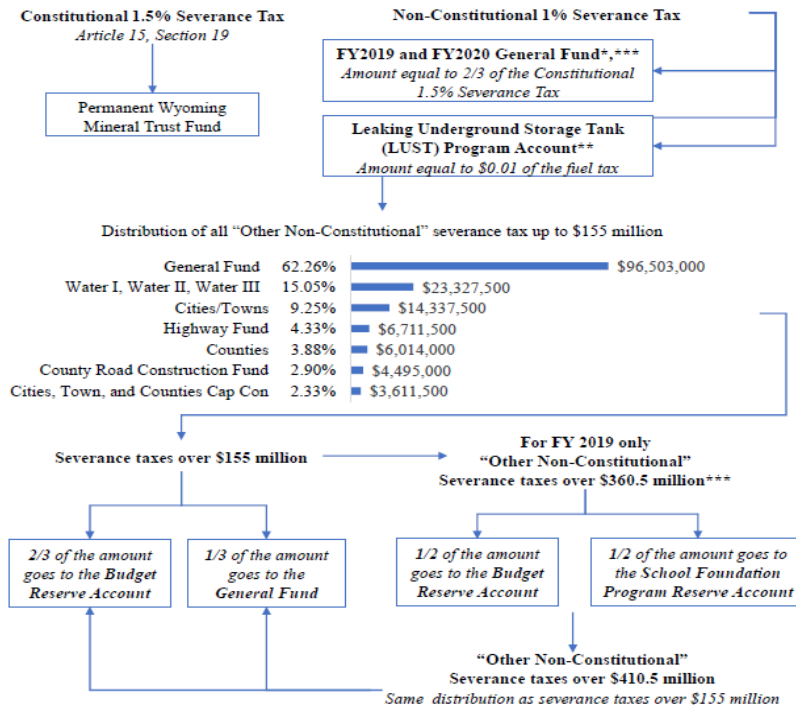 Constitutional 1.5% Severance Tax
Article 15, Section 19
Permanent Wyoming
Mineral Trust Fund
Non-Constitutional 1% Severance Tax
FY2019 and FY2020 General Fund*,***
Amount equal to 2/3 of the Constitutional
1.5% Severance Tax
Leaking Underground Storage Tank
(LUST) Program Account**
Amount equal to $0.01 of the fuel tax
Distribution of all “Other Non-Constitutional” severance tax up to $155 million
General Fund 62.26% $96,503,000
Water I, Water II, Water III 15.05% $23,327,500
Cities/Towns 9.25% $14,337,500
Highway Fund 4.33% $6,711,500
Counties 3.88% $6,014,000
County Road Construction Fund 2.90% $4,495,000
Cities, Town, and Counties Cap Con 2.33% $3,611,500
Severance taxes over $155 million
For FY 2019 only
“Other Non-Constitutional”
Severance taxes over $360.5 million***
2/3 of the amount
goes to the Budget
Reserve Account
1/3 of the amount
goes to the
General Fund
1/2 of the amount
goes to the Budget
Reserve Account
1/2 of the amount goes to
the School Foundation
Program Reserve Account
“Other Non-Constitutional”
Severance taxes over $410.5 million
Same distribution as severance taxes over $155 million